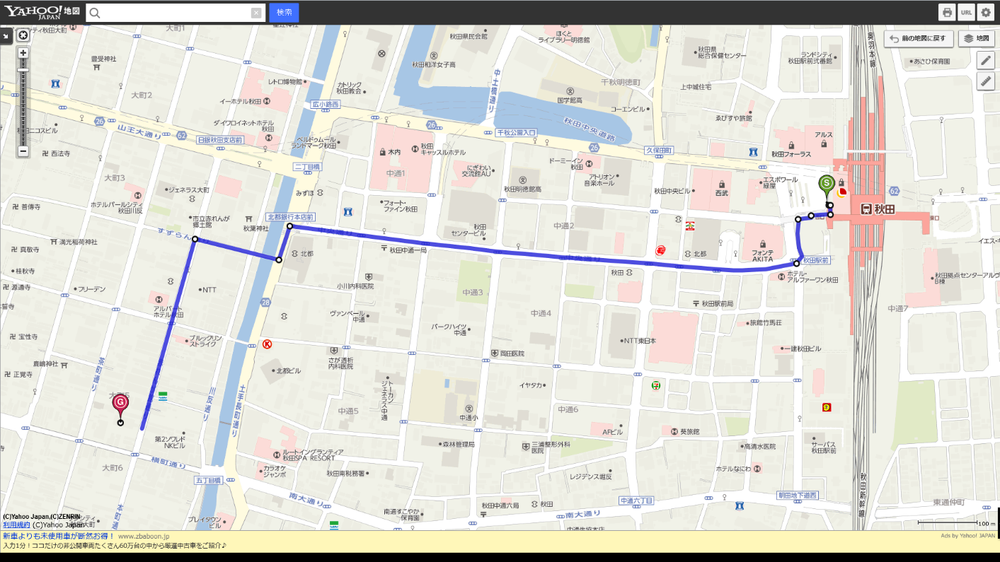 YAHOO! JAPAN 地図
検索
URL
前の地図に戻す
地図
大町1
秋田県民会館
ほくと
ライブラリー明徳館
奥羽本線
秋田県
総合保健センター
ランドシティ
秋田駅前弐番館
あさひ保育園
豊受神社
秋田和洋女子高
中土橋通り
千秋明徳町
レトロ博物館
カトリック
秋田教会
大町2
上中城住宅
国学館高
イーホテル秋田
広小路西
コーエンビル
ゑびすや旅館
26
ダイワロイネットホテル
秋田
26
秋田中央道路
山王大通り
62
日銀秋田支店前
千秋公園入口
アルス
ベルドゥムール
ランドマーク秋田
木内
秋田
キャッスルホテル
26
久保田町
秋田フォーラス
西法寺
二丁目橋
中通1
にぎわい
交流館AU
ドーミーイン
秋田
アトリオン
音楽ホール
大町3
エスポワール
緑屋
S
ジェネラス大町
みずほ
秋田明徳館高
秋田中央ビル
西武
62
善傳寺
ホテルパールシティ
秋田川反
フォート・
ファイン秋田
秋田
北都銀行本店前
市立赤れんが
郷土館
秋葉神社
東口
すずらん通り
中央通り
秋田
センタービル
中通2
満光稲荷神社
真敬寺
北都
秋田中通一局
中央通り
北都
フォンテ
AKITA
秋田駅前
桂秋寺
秋田
ホテル・
アルファーワン秋田
秋田拠点センターアルヴ
B棟
源通寺
フリーデン
NTT
小川内科医院
中通3
28
アルバート
ホテル秋田
秋田駅前局
中通7
ヴァンベール
中通
中通4
パークハイツ
中通
旅館竹馬荘
宝性寺
ブルックリン
ストライク
K
NTT東日本
一建秋田ビル
鹿嶋神社
さが透析
内科医院
岡田医院
正覚寺
茶町通り
北都ビル
トーカン
ジェネラス中通
イヤタカ
川反通り
土手長町通り
G
中通5
中通小
中通6
AFビル
葵旅館
第2ソワレド
NKビル
森林管理局
三浦整形外科
医院
高清水医院
サーパス
秋田駅前
大町6
横町通り
ルートイングランティア
秋田SPA RESORT
カラオケ
ジャンボ
秋田南税務署
レジデンス堀反
ホテルなにわ
五丁目橋
秋田新幹線
南大通り
中通六丁目
明田地下道西
秋田中通六局
秋田
東通仲町
南通すこやか
保育園
南大通り
プレイタウン
ビル
(C)Yahoo Japan,(C)ZENRIN
利用規約 (C)Yahoo Japan
100 m
新車よりも未使用車が断然お得！ www.zbaboon.jp
Ads by Yahoo! JAPAN
入力1分！ココだけの非公開車両たくさん60万台の中から厳選中古車をご紹介♪